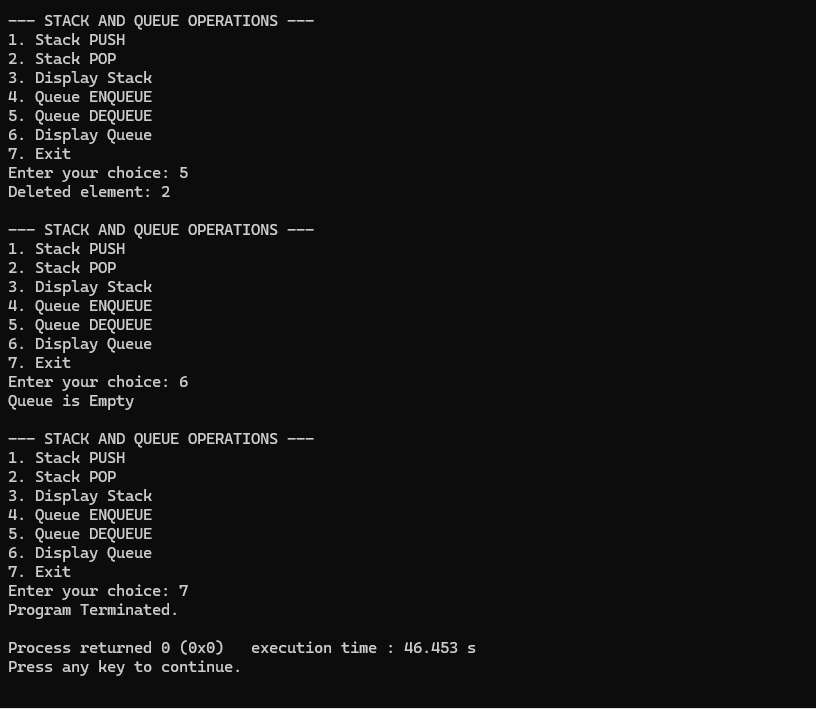 --- STACK AND QUEUE OPERATIONS ---
1. Stack PUSH
2. Stack POP
3. Display Stack
4. Queue ENQUEUE
5. Queue DEQUEUE
6. Display Queue
7. Exit
Enter your choice: 5
Deleted element: 2

--- STACK AND QUEUE OPERATIONS ---
1. Stack PUSH
2. Stack POP
3. Display Stack
4. Queue ENQUEUE
5. Queue DEQUEUE
6. Display Queue
7. Exit
Enter your choice: 6
Queue is Empty

--- STACK AND QUEUE OPERATIONS ---
1. Stack PUSH
2. Stack POP
3. Display Stack
4. Queue ENQUEUE
5. Queue DEQUEUE
6. Display Queue
7. Exit
Enter your choice: 7
Program Terminated.

Process returned 0 (0x0)   execution time : 46.453 s
Press any key to continue.